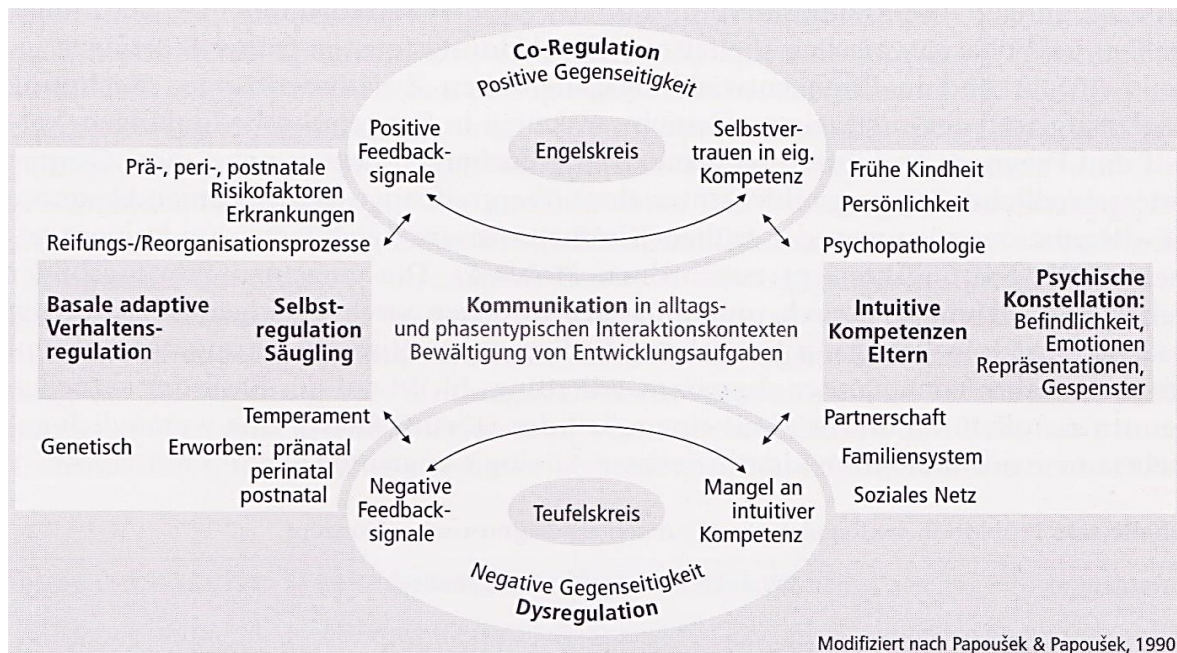 Co-Regulation
Positive Gegenseitigkeit
Positive
Feedback-
signale
Engelskreis
Selbstver-
trauen in eig.
Kompetenz
Prä-, peri-, postnatale
Risikofaktoren
Erkrankungen
Reifungs-/Reorganisationsprozesse
Frühe Kindheit
Persönlichkeit
Psychopathologie
Basale adaptive
Verhaltens-
regulation
Selbst-
regulation
Säugling
Kommunikation in alltags-
und phasentypischen Interaktionskontexten
Bewältigung von Entwicklungsaufgaben
Intuitive
Kompetenzen
Eltern
Psychische
Konstellation:
Befindlichkeit,
Emotionen
Repräsentationen,
Gespenster
Temperament
Genetisch
Erworben: pränatal
perinatal
postnatal
Partnerschaft
Familiensystem
Soziales Netz
Negative
Feedback-
signale
Teufelskreis
Mangel an
intuitiver
Kompetenz
Negative Gegenseitigkeit
Dysregulation
Modifiziert nach Papoušek & Papoušek, 1990